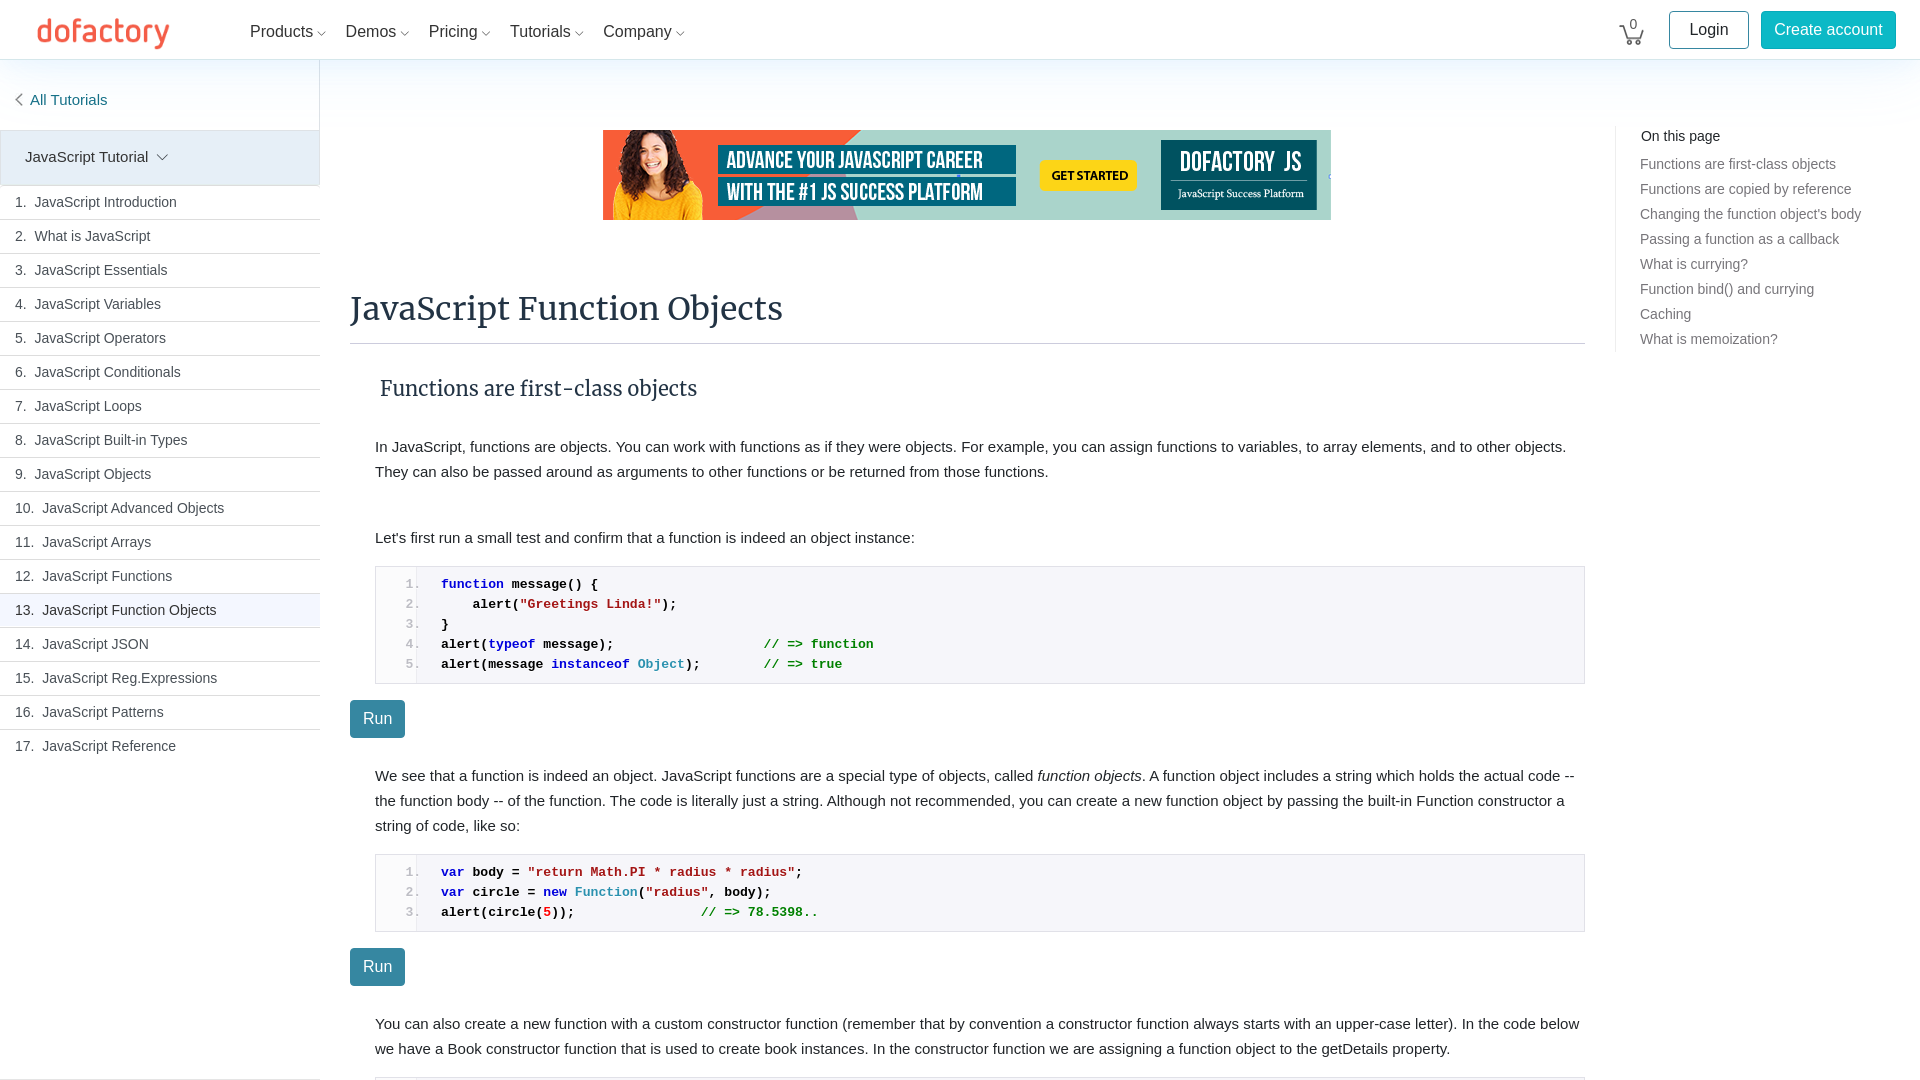 dofactory
Products
Demos
Pricing
Tutorials
Company
0
Login
Create account
All Tutorials
JavaScript Tutorial
1. JavaScript Introduction
2. What is JavaScript
3. JavaScript Essentials
4. JavaScript Variables
5. JavaScript Operators
6. JavaScript Conditionals
7. JavaScript Loops
8. JavaScript Built-in Types
9. JavaScript Objects
10. JavaScript Advanced Objects
11. JavaScript Arrays
12. JavaScript Functions
13. JavaScript Function Objects
14. JavaScript JSON
15. JavaScript Reg.Expressions
16. JavaScript Patterns
17. JavaScript Reference
ADVANCE YOUR JAVASCRIPT CAREER
WITH THE #1 JS SUCCESS PLATFORM
GET STARTED
DOFACTORY JS
JavaScript Success Platform
JavaScript Function Objects
Functions are first-class objects
In JavaScript, functions are objects. You can work with functions as if they were objects. For example, you can assign functions to variables, to array elements, and to other objects.
They can also be passed around as arguments to other functions or be returned from those functions.
Let's first run a small test and confirm that a function is indeed an object instance:
1. function message() {
2.     alert("Greetings Linda!");
3. }
4. alert(typeof message);                   // => function
5. alert(message instanceof Object);        // => true
Run
We see that a function is indeed an object. JavaScript functions are a special type of objects, called function objects. A function object includes a string which holds the actual code --
the function body -- of the function. The code is literally just a string. Although not recommended, you can create a new function object by passing the built-in Function constructor a
string of code, like so:
1. var body = "return Math.PI * radius * radius";
2. var circle = new Function("radius", body);
3. alert(circle(5));                // => 78.5398..
Run
You can also create a new function with a custom constructor function (remember that by convention a constructor function always starts with an upper-case letter). In the code below
we have a Book constructor function that is used to create book instances. In the constructor function we are assigning a function object to the getDetails property.
On this page
Functions are first-class objects
Functions are copied by reference
Changing the function object's body
Passing a function as a callback
What is currying?
Function bind() and currying
Caching
What is memoization?